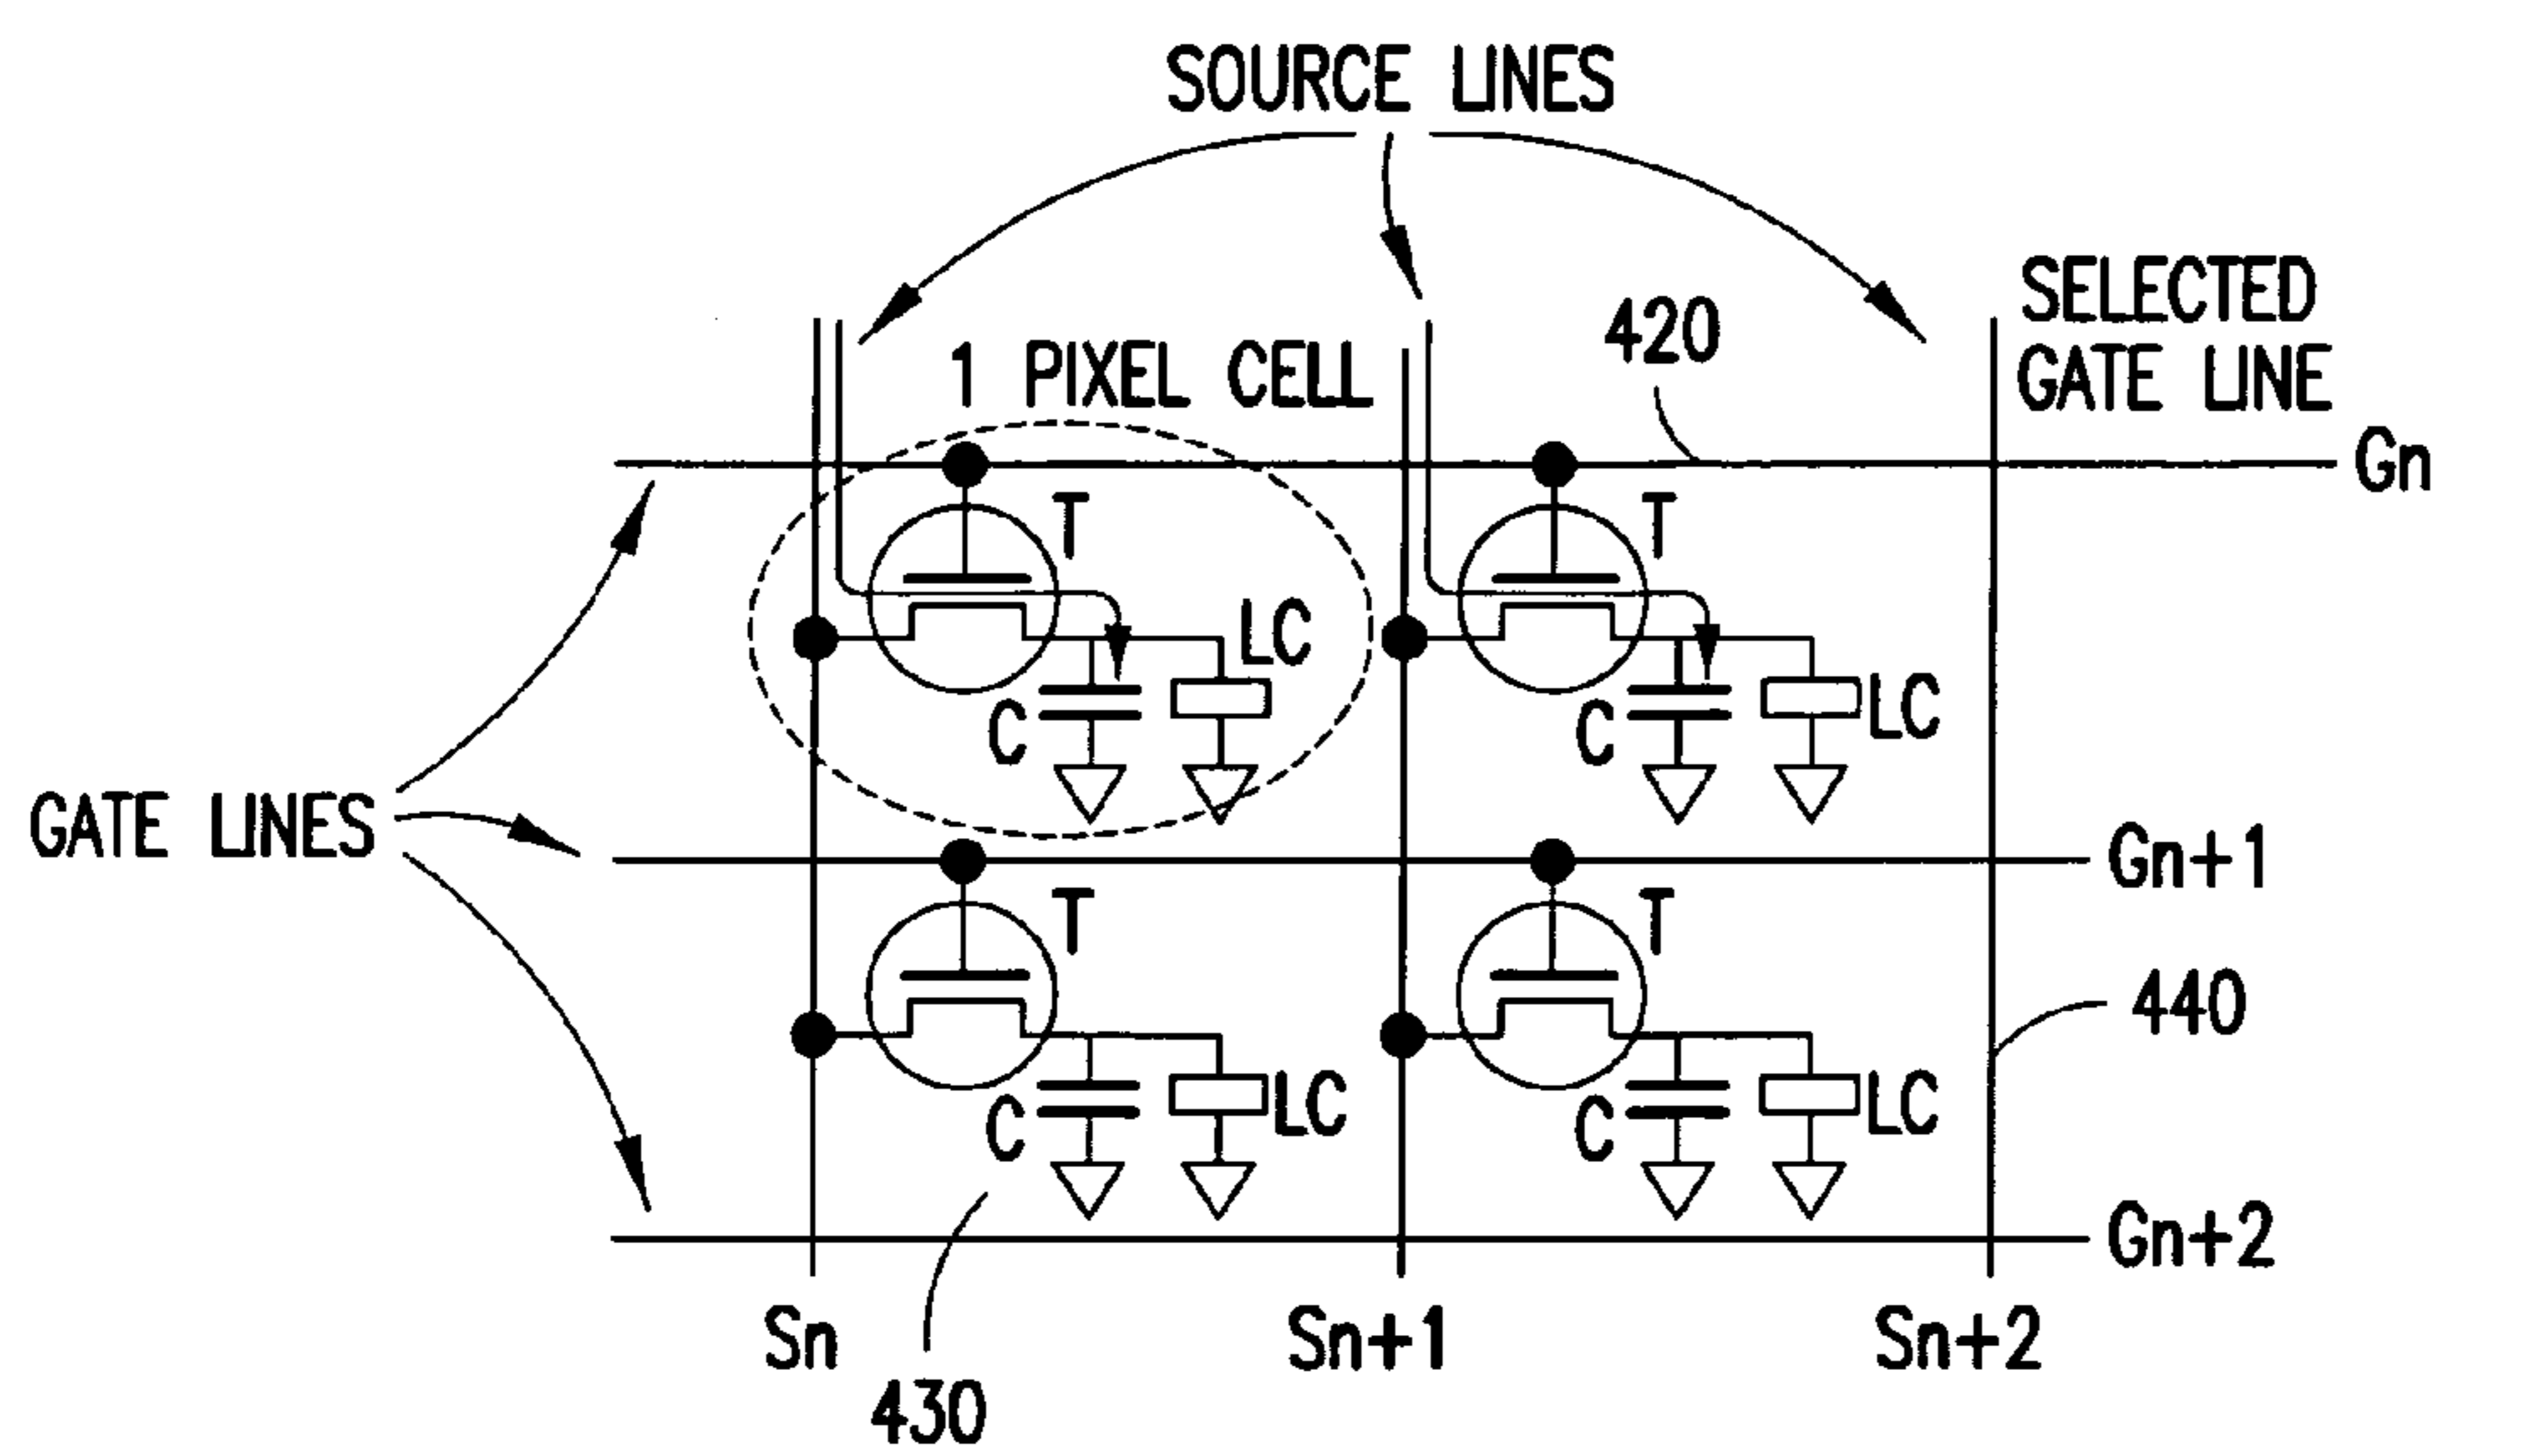 SOURCE LINES
SELECTED
GATE LINE
420
1 PIXEL CELL
Gn
T
T
LC
LC
C
C
GATE LINES
Gn+1
T
T
440
LC
LC
C
C
Gn+2
Sn
Sn+1
Sn+2
430